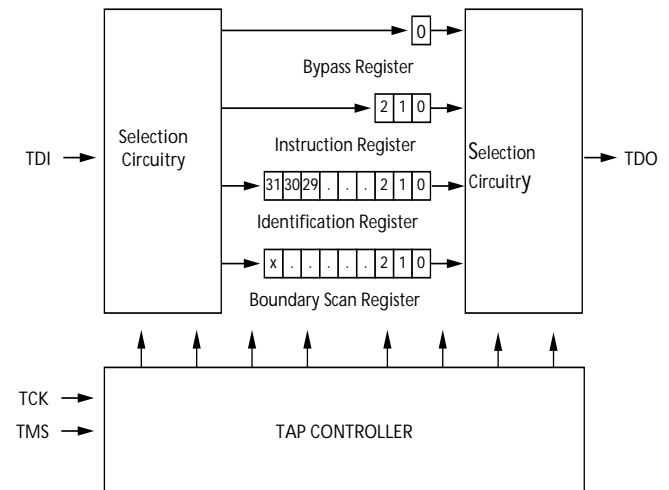 0
Bypass Register
2 1 0
Instruction Register
Selection
Circuitry
Selection
Circuitry
TDI
TDO
31 30 29 . . . 2 1 0
Identification Register
x . . . . . 2 1 0
Boundary Scan Register
TCK
TMS
TAP CONTROLLER